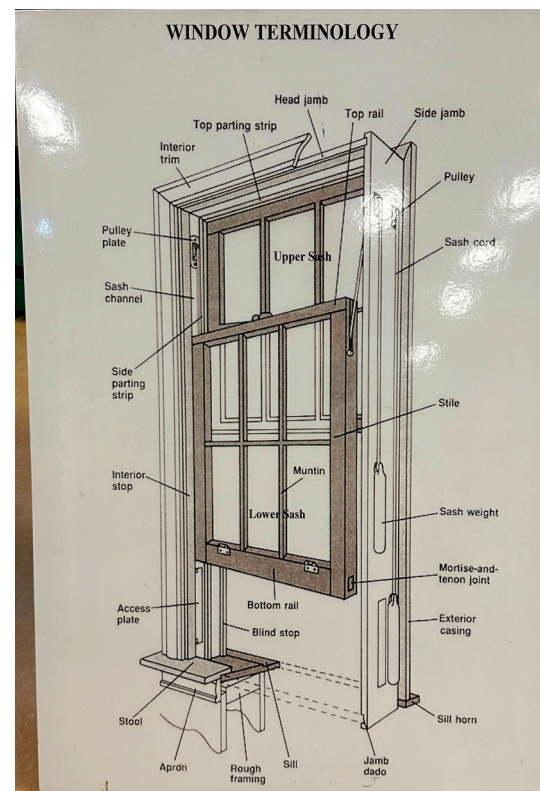 WINDOW TERMINOLOGY
Head jamb
Top rail
Side jamb
Top parting strip
Interior
trim
Pulley
Pulley
plate
Upper Sash
Sash cord
Sash
channel
Side
parting
strip
Stile
Interior
stop
Muntin
Lower Sash
Sash weight
Mortise-and-
tenon joint
Bottom rail
Access
plate
Blind stop
Exterior
casing
Stool
Apron
Rough
framing
Sill
Jamb
dado
Sill horn